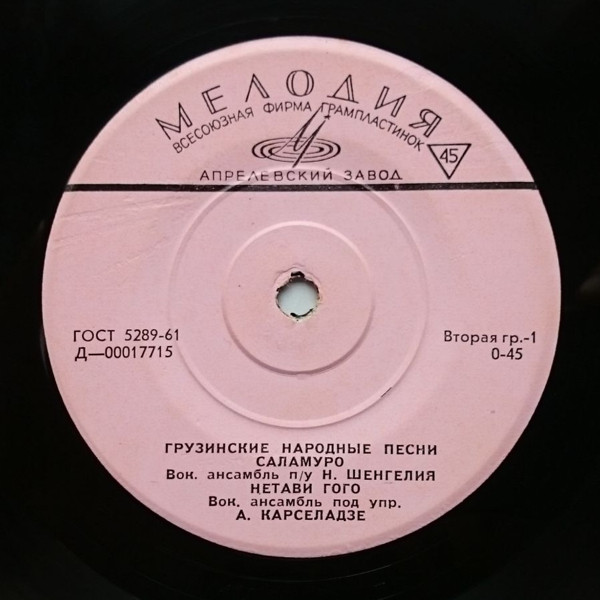 МЕЛОДИЯ
ВСЕСОЮЗНАЯ ФИРМА ГРАМПЛАСТИНОК
45
АПРЕЛЕВСКИЙ ЗАВОД
ГОСТ 5289-61
Д—00017715
Вторая гр.-1
0-45
ГРУЗИНСКИЕ НАРОДНЫЕ ПЕСНИ
САЛАМУРО
Вок. ансамбль п/у Н. ШЕНГЕЛИЯ
НЕТАВИ ГОГО
Вок. ансамбль под упр.
А. КАРСЕЛАДЗЕ